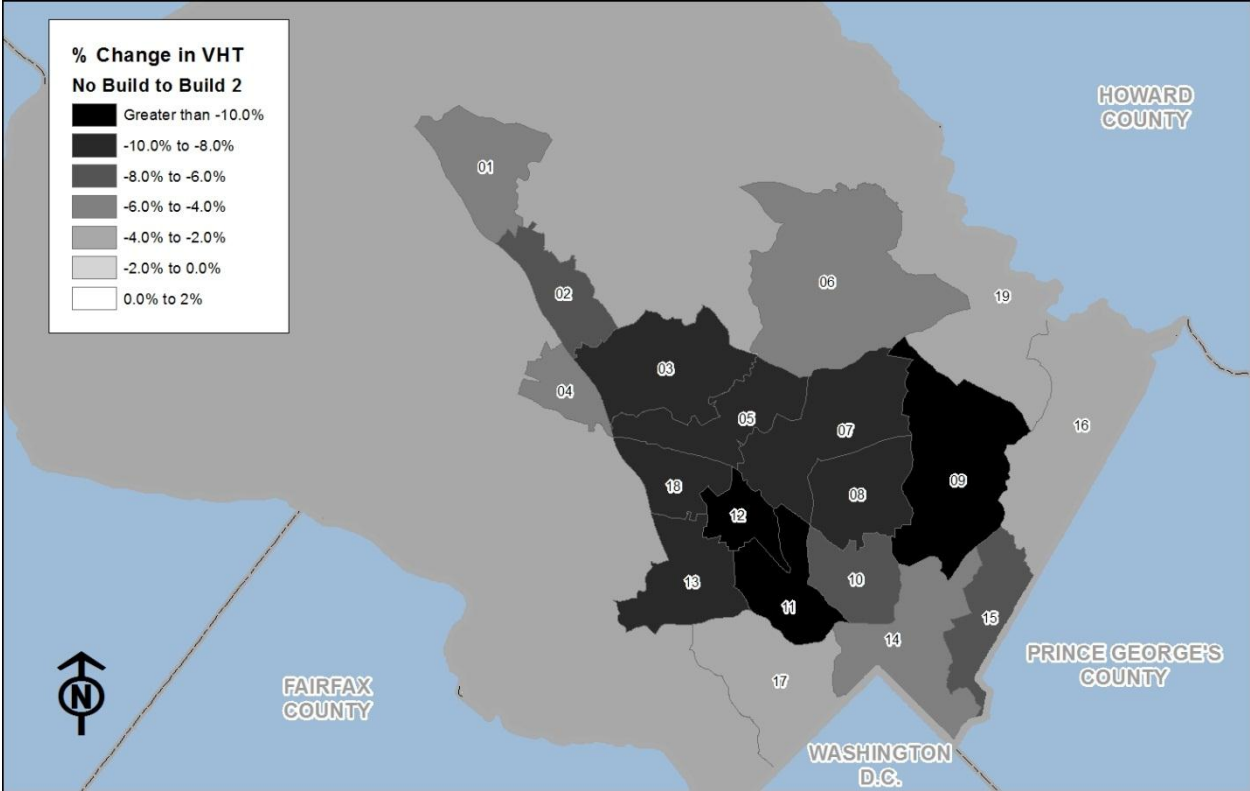 % Change in VHT
No Build to Build 2
Greater than -10.0%
-10.0% to -8.0%
-8.0% to -6.0%
-6.0% to -4.0%
-4.0% to -2.0%
-2.0% to 0.0%
0.0% to 2%
HOWARD
COUNTY
01
02
06
19
03
04
05
07
16
18
08
09
12
13
10
11
15
14
17
PRINCE GEORGE'S
COUNTY
N
FAIRFAX
COUNTY
WASHINGTON
D.C.